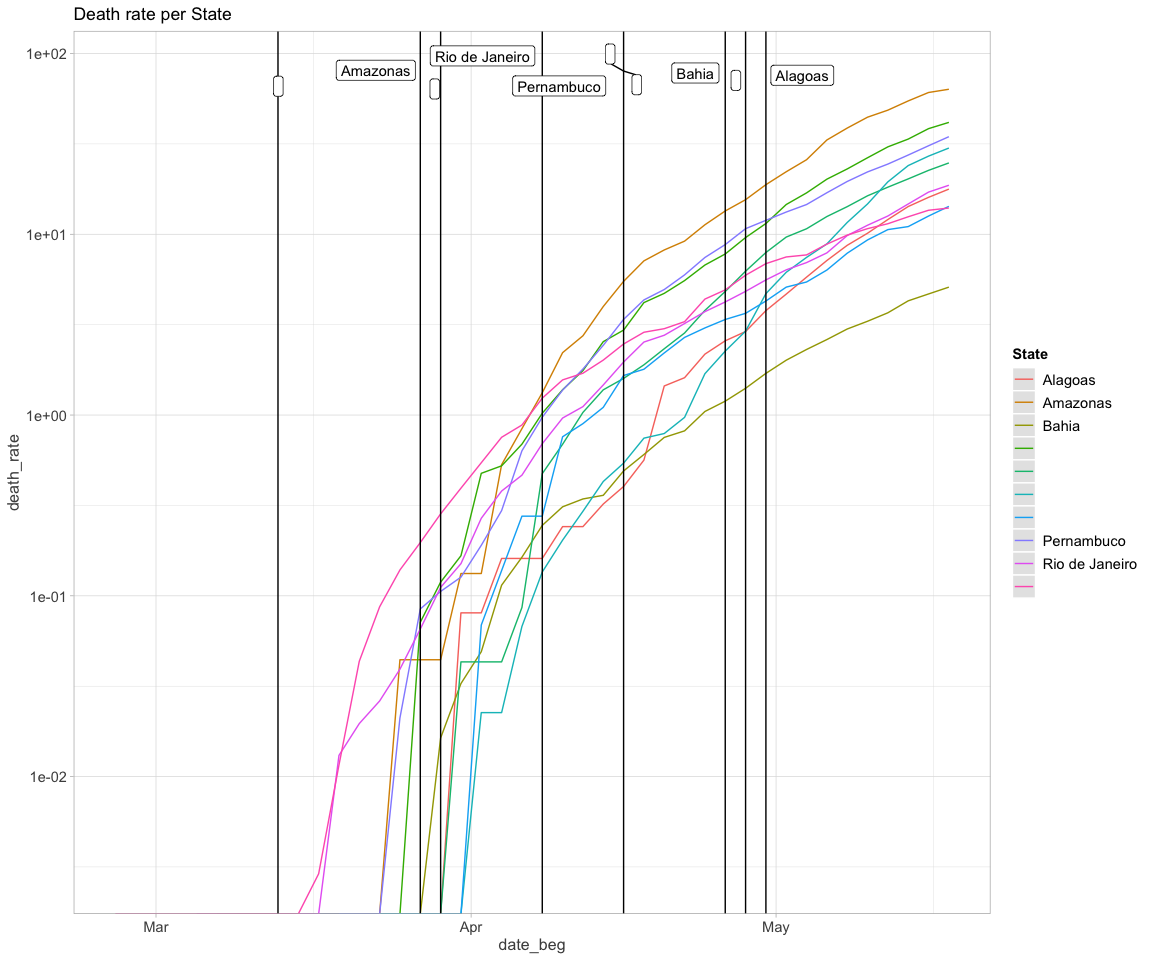 Death rate per State
1e+02
1e+01
1e+00
1e-01
1e-02
death_rate
Rio de Janeiro
Amazonas
Pernambuco
Bahia
Alagoas
Mar
Apr
May
date_beg
State
Alagoas
Amazonas
Bahia
Pernambuco
Rio de Janeiro